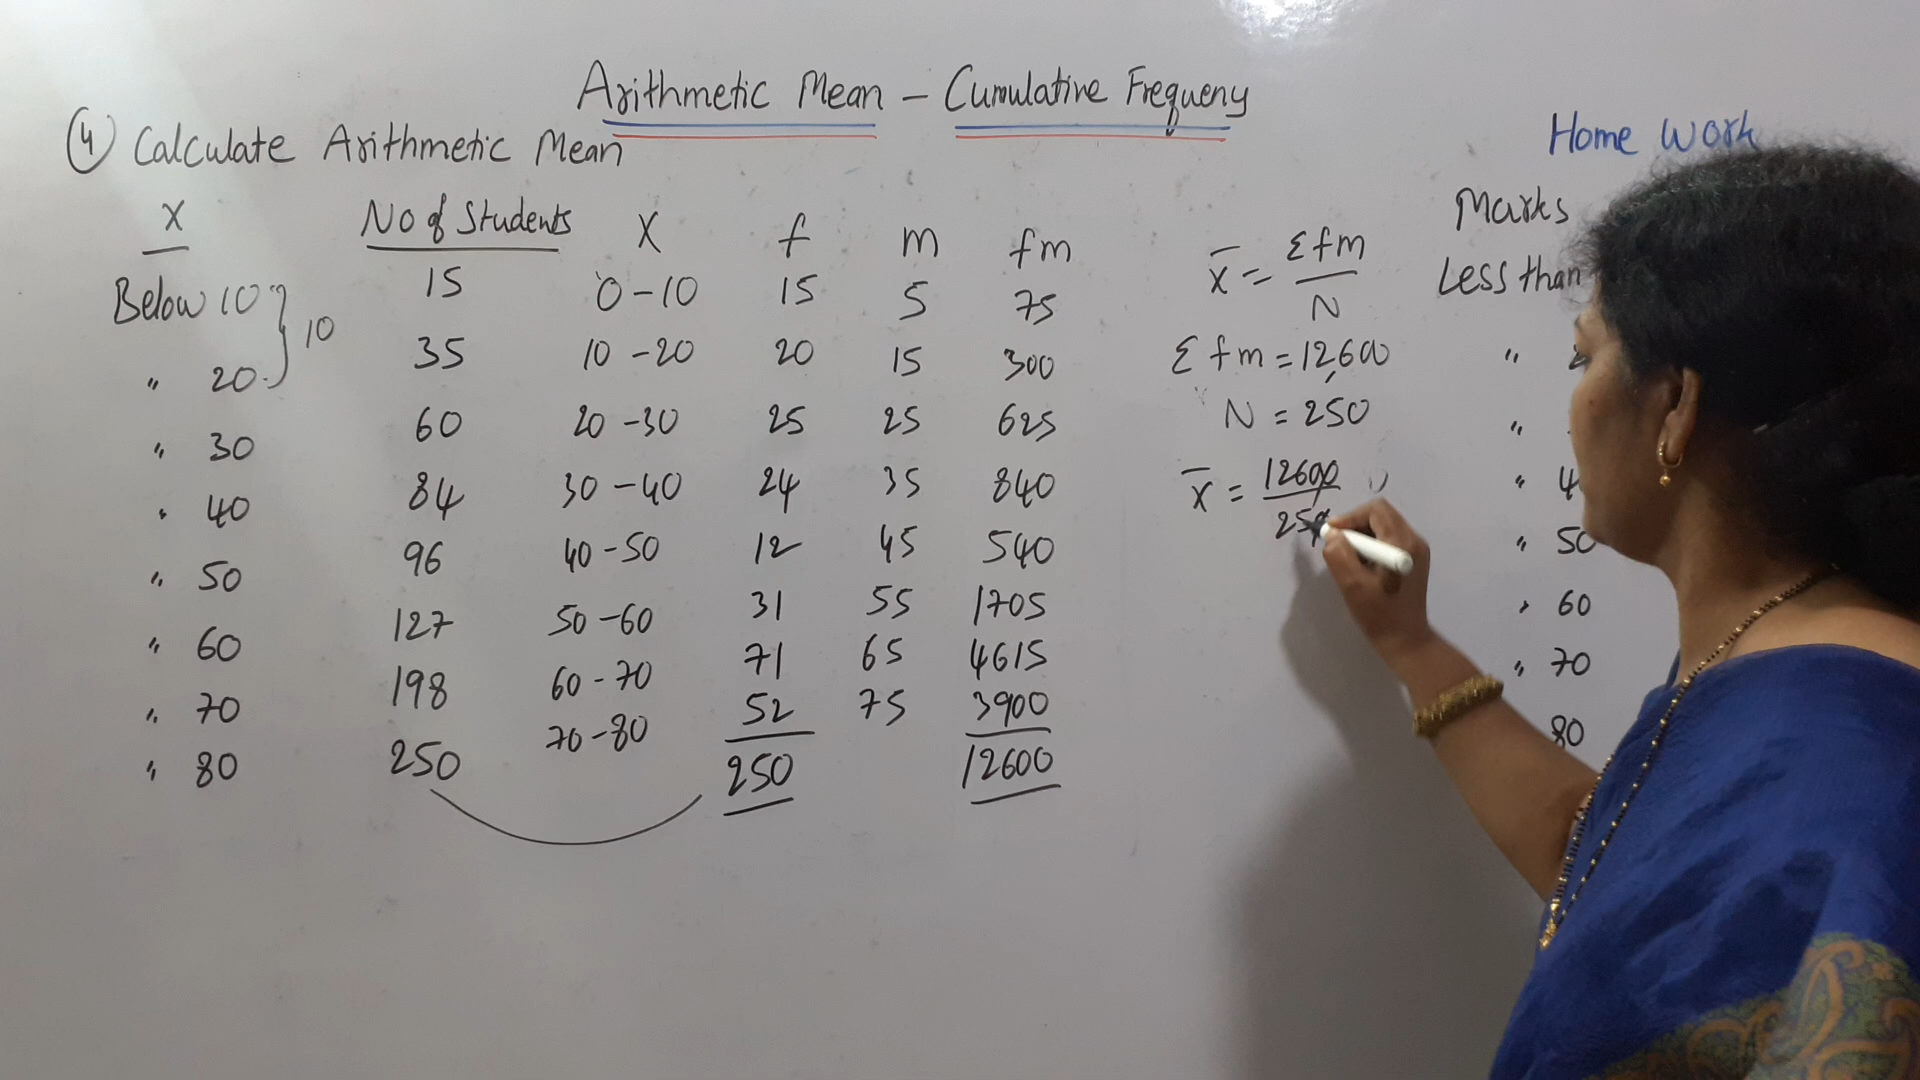 Arithmetic Mean - Cumulative Frequeny
4 Calculate Arithmetic Mean
Home Work
X No of Students X f m fm
Below 10 15 0-10 15 5 75
10
" 20 35 10-20 20 15 300
" 30 60 20-30 25 25 625
" 40 84 30-40 24 35 840
" 50 96 40-50 12 45 540
" 60 127 50-60 31 55 1705
" 70 198 60-70 71 65 4615
" 80 250 70-80 52 75 3900
250 12600
x̄ = Σfm / N
Σfm = 12,600
N = 250
x̄ = 12600 / 250
Marks
Less than
"
"
"
" 50
" 60
" 70
80